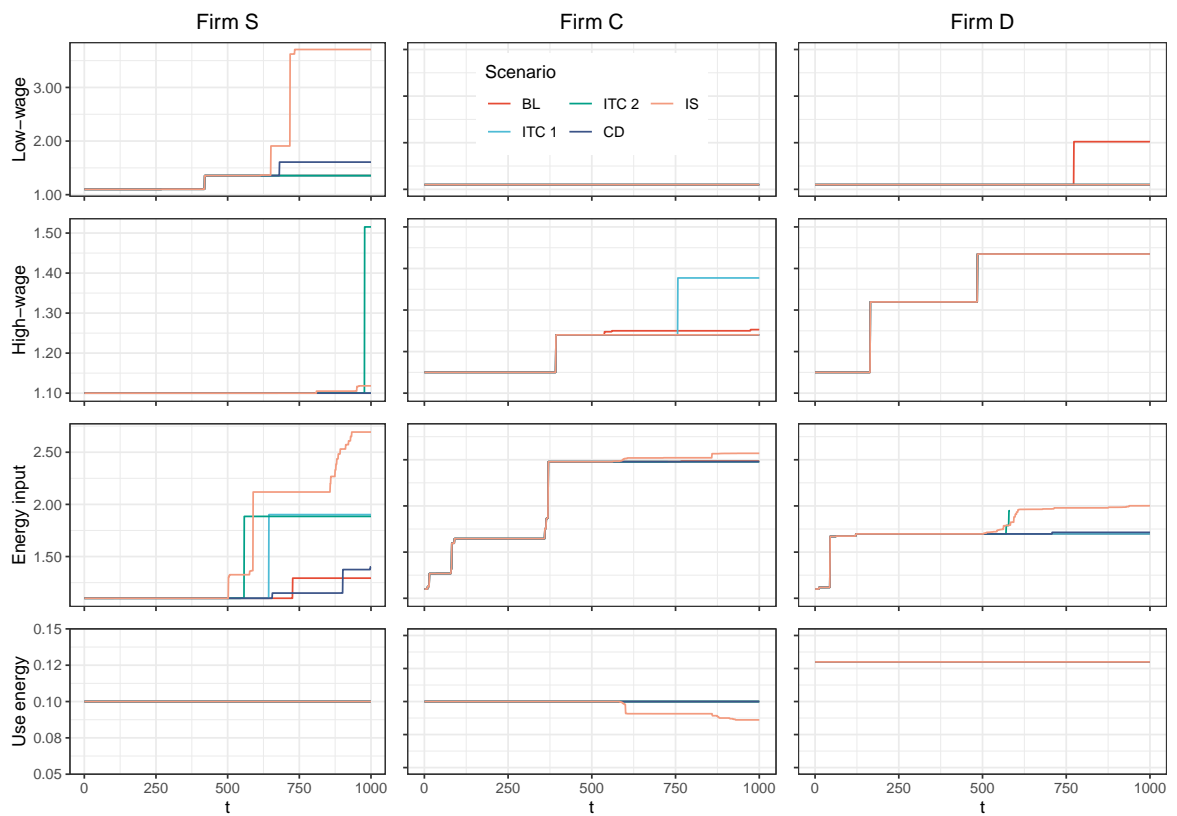 Firm S Firm C Firm D
Low−wage
3.00
2.00
1.00
Scenario
BL ITC 2 IS
ITC 1 CD
High−wage
1.50
1.40
1.30
1.20
1.10
Energy input
2.50
2.00
1.50
Use energy
0.15
0.12
0.10
0.08
0.05
0 250 500 750 1000 0 250 500 750 1000 0 250 500 750 1000
t t t